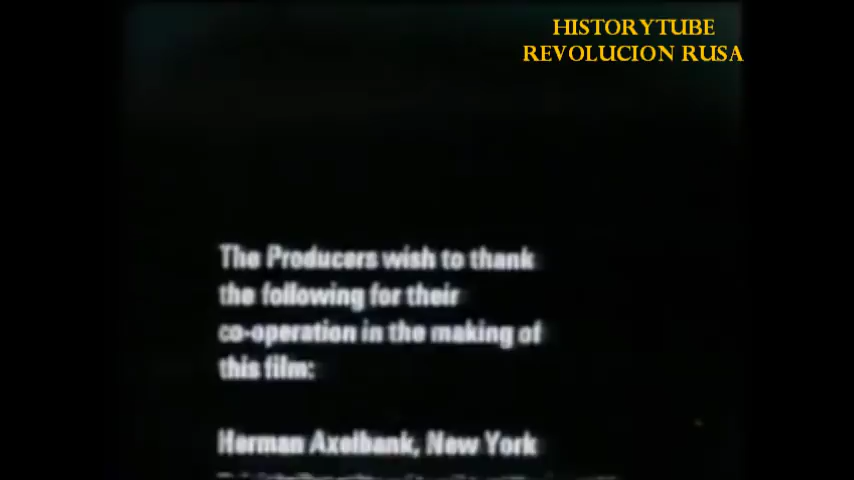 HISTORYTUBE
REVOLUCION RUSA
The Producers wish to thank
the following for their
co-operation in the making of
this film:
Herman Axelbank, New York